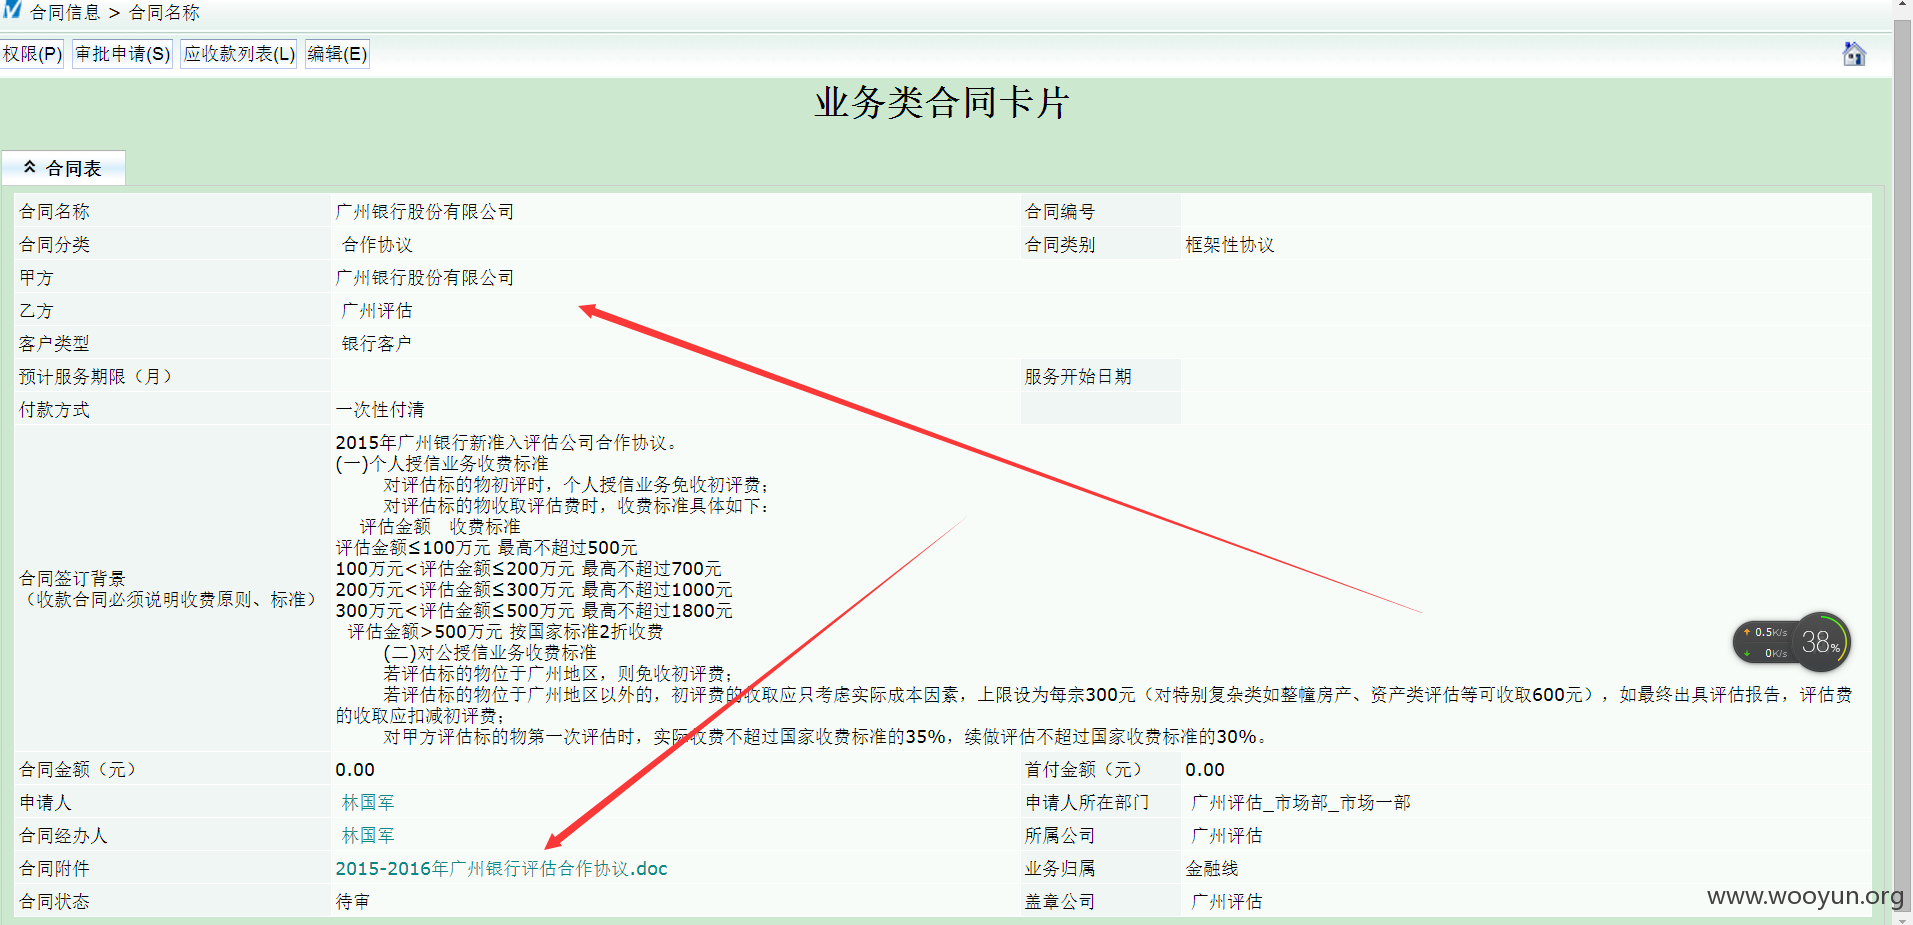 合同信息 > 合同名称
权限(P) 审批申请(S) 应收款列表(L) 编辑(E)
业务类合同卡片
合同表
合同名称 广州银行股份有限公司 合同编号
合同分类 合作协议 合同类别 框架性协议
甲方 广州银行股份有限公司
乙方 广州评估
客户类型 银行客户
预计服务期限（月） 服务开始日期
付款方式 一次性付清
合同签订背景
（收款合同必须说明收费原则、标准）
2015年广州银行新准入评估公司合作协议。
(一)个人授信业务收费标准
对评估标的物初评时，个人授信业务免收初评费；
对评估标的物收取评估费时，收费标准具体如下：
评估金额 收费标准
评估金额≤100万元 最高不超过500元
100万元<评估金额≤200万元 最高不超过700元
200万元<评估金额≤300万元 最高不超过1000元
300万元<评估金额≤500万元 最高不超过1800元
评估金额>500万元 按国家标准2折收费
(二)对公授信业务收费标准
若评估标的物位于广州地区，则免收初评费；
若评估标的物位于广州地区以外的，初评费的收取应只考虑实际成本因素，上限设为每宗300元（对特别复杂类如整幢房产、资产类评估等可收取600元），如最终出具评估报告，评估费
的收取应扣减初评费；
对甲方评估标的物第一次评估时，实际收费不超过国家收费标准的35%，续做评估不超过国家收费标准的30%。
合同金额（元） 0.00 首付金额（元） 0.00
申请人 林国军 申请人所在部门 广州评估_市场部_市场一部
合同经办人 林国军 所属公司 广州评估
合同附件 2015-2016年广州银行评估合作协议.doc 业务归属 金融线
合同状态 待审 盖章公司 广州评估
0.5K/s
0K/s
38%
www.wooyun.org